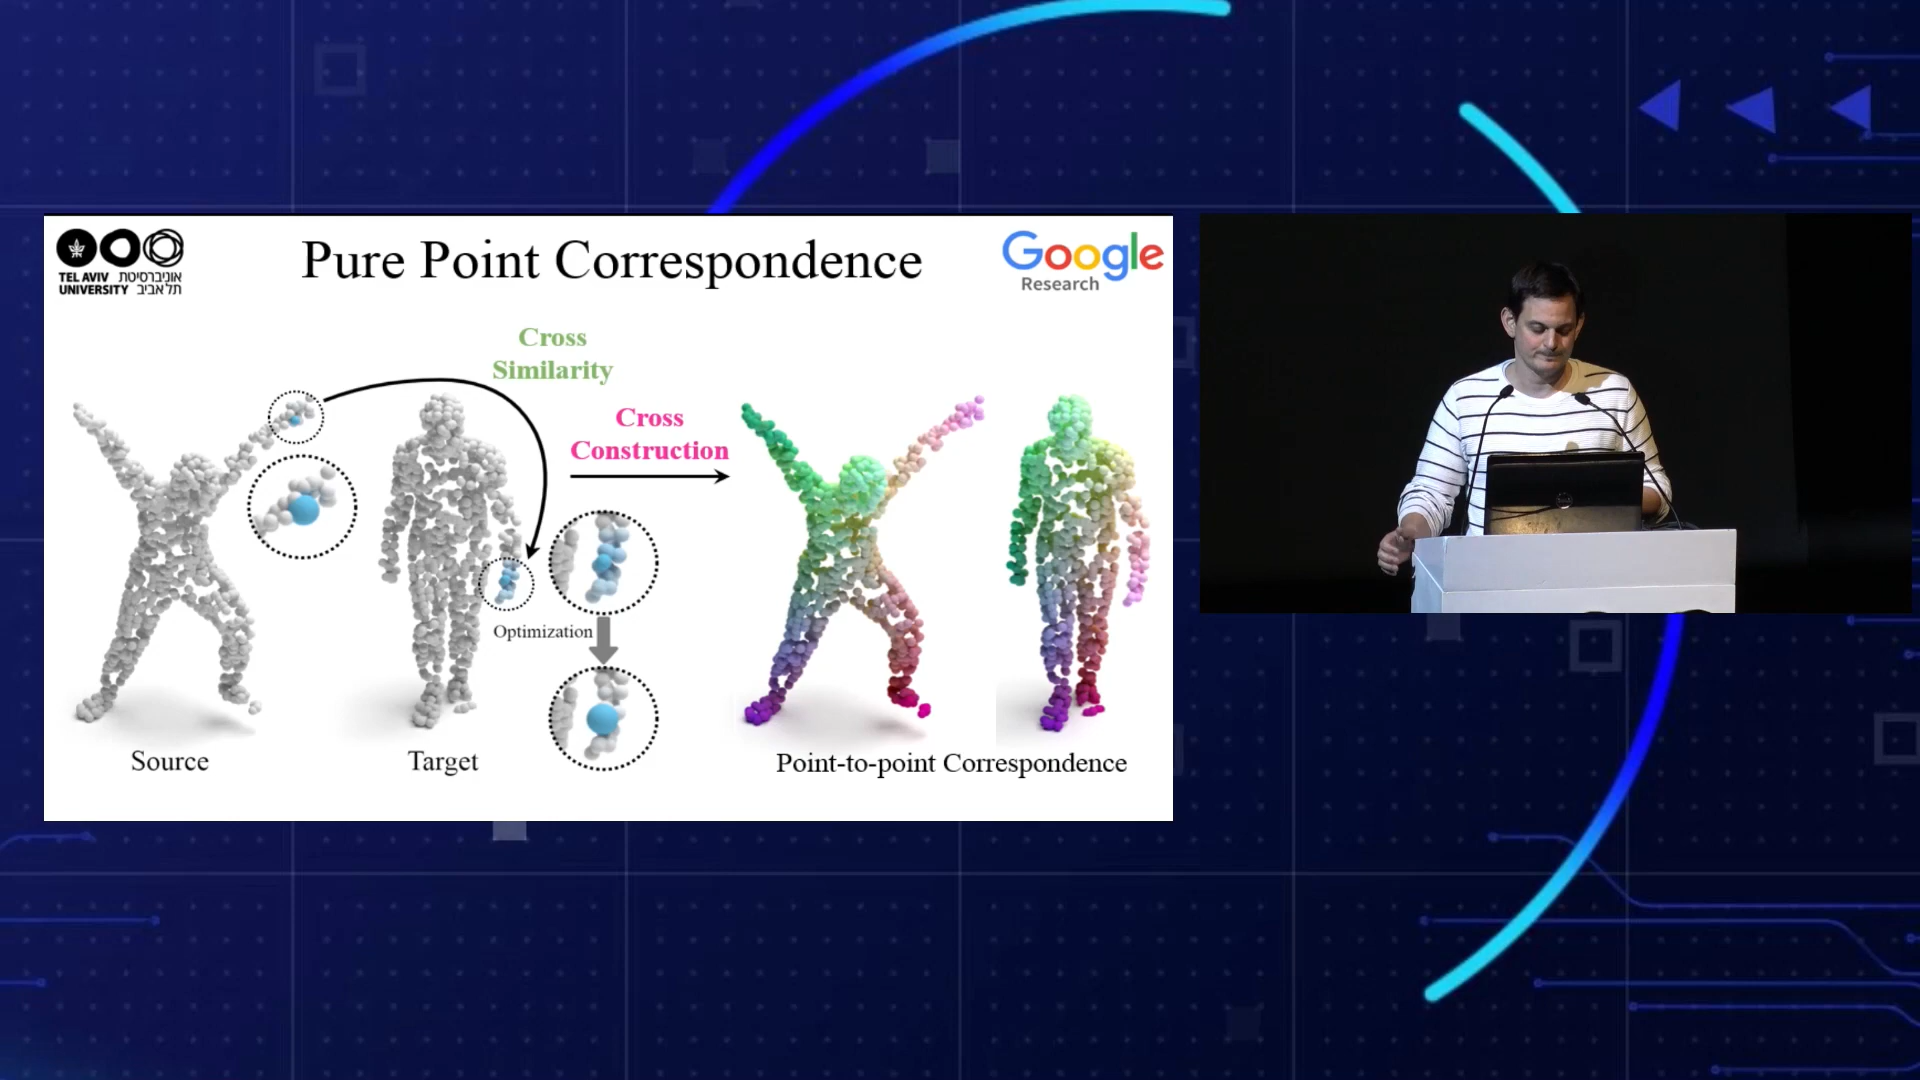 TEL AVIV אוניברסיטת
UNIVERSITY תל אביב
Pure Point Correspondence
Google
Research
Cross
Similarity
Cross
Construction
Optimization
Source
Target
Point-to-point Correspondence